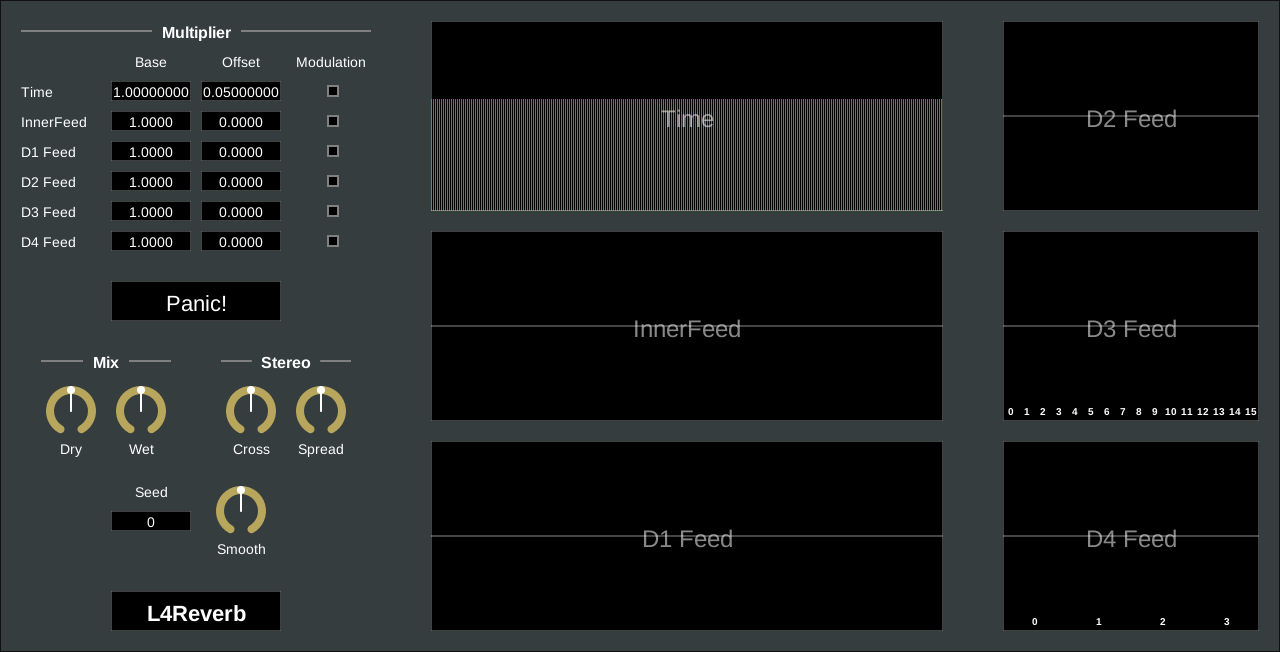 Multiplier
Base Offset Modulation
Time 1.00000000 0.05000000
InnerFeed 1.0000 0.0000
D1 Feed 1.0000 0.0000
D2 Feed 1.0000 0.0000
D3 Feed 1.0000 0.0000
D4 Feed 1.0000 0.0000
Panic!
Mix Stereo
Dry Wet Cross Spread
Seed
0
Smooth
L4Reverb
Time
InnerFeed
D1 Feed
D2 Feed
D3 Feed
0 1 2 3 4 5 6 7 8 9 10 11 12 13 14 15
D4 Feed
0 1 2 3